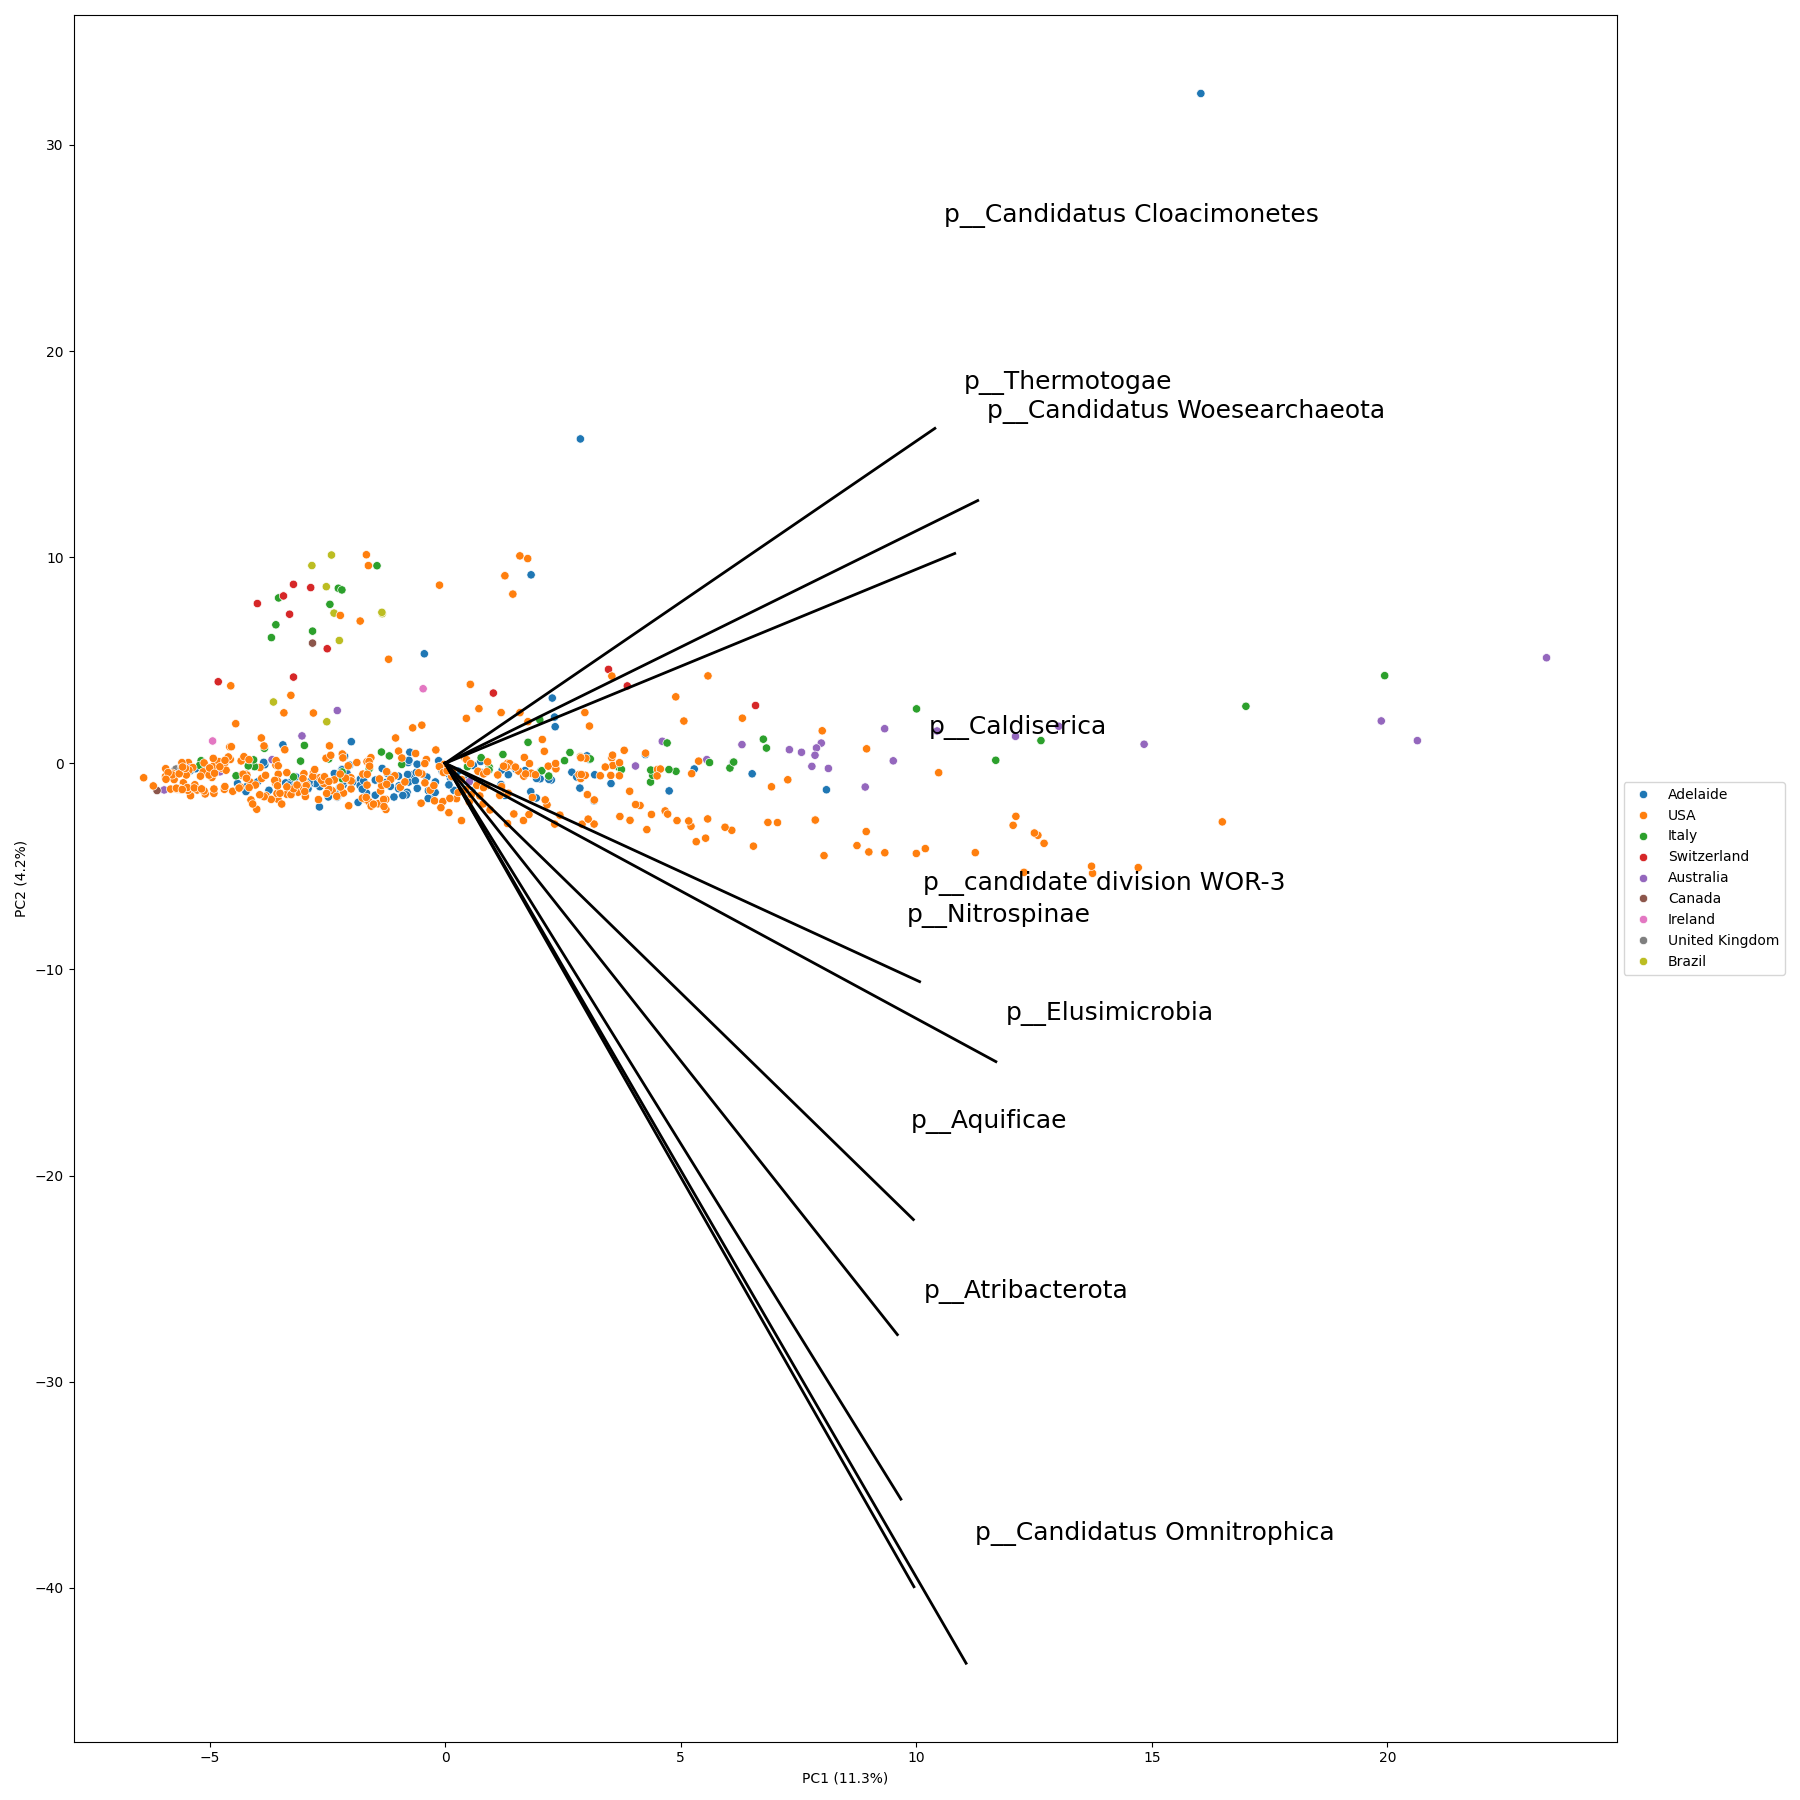 30
20
10
0
−10
−20
−30
−40
PC2 (4.2%)
p__Candidatus Cloacimonetes
p__Thermotogae
p__Candidatus Woesearchaeota
p__Caldiserica
p__candidate division WOR-3
p__Nitrospinae
p__Elusimicrobia
p__Aquificae
p__Atribacterota
p__Candidatus Omnitrophica
Adelaide
USA
Italy
Switzerland
Australia
Canada
Ireland
United Kingdom
Brazil
−5
0
5
10
15
20
PC1 (11.3%)